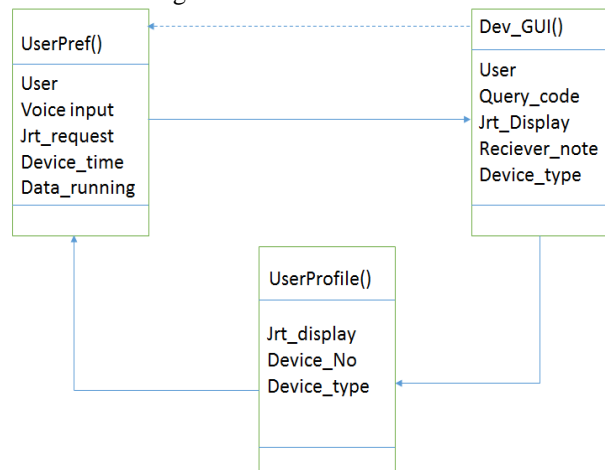 UserPref()
User
Voice input
Jrt_request
Device_time
Data_running
Dev_GUI()
User
Query_code
Jrt_Display
Reciever_note
Device_type
UserProfile()
Jrt_display
Device_No
Device_type